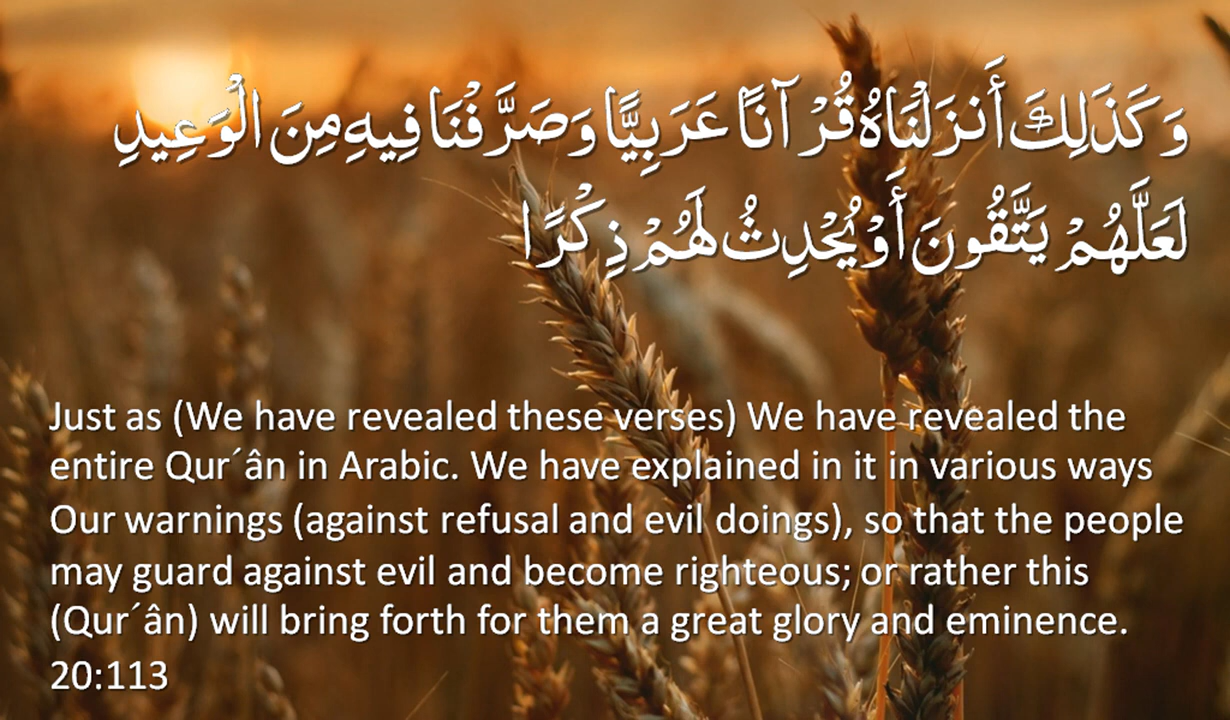 وَكَذَلِكَ أَنزَلْنَاهُ قُرْآنًا عَرَبِيًّا وَصَرَّفْنَا فِيهِ مِنَ الْوَعِيدِ
لَعَلَّهُمْ يَتَّقُونَ أَوْ يُحْدِثُ لَهُمْ ذِكْرًا
Just as (We have revealed these verses) We have revealed the
entire Qur´ân in Arabic. We have explained in it in various ways
Our warnings (against refusal and evil doings), so that the people
may guard against evil and become righteous; or rather this
(Qur´ân) will bring forth for them a great glory and eminence.
20:113